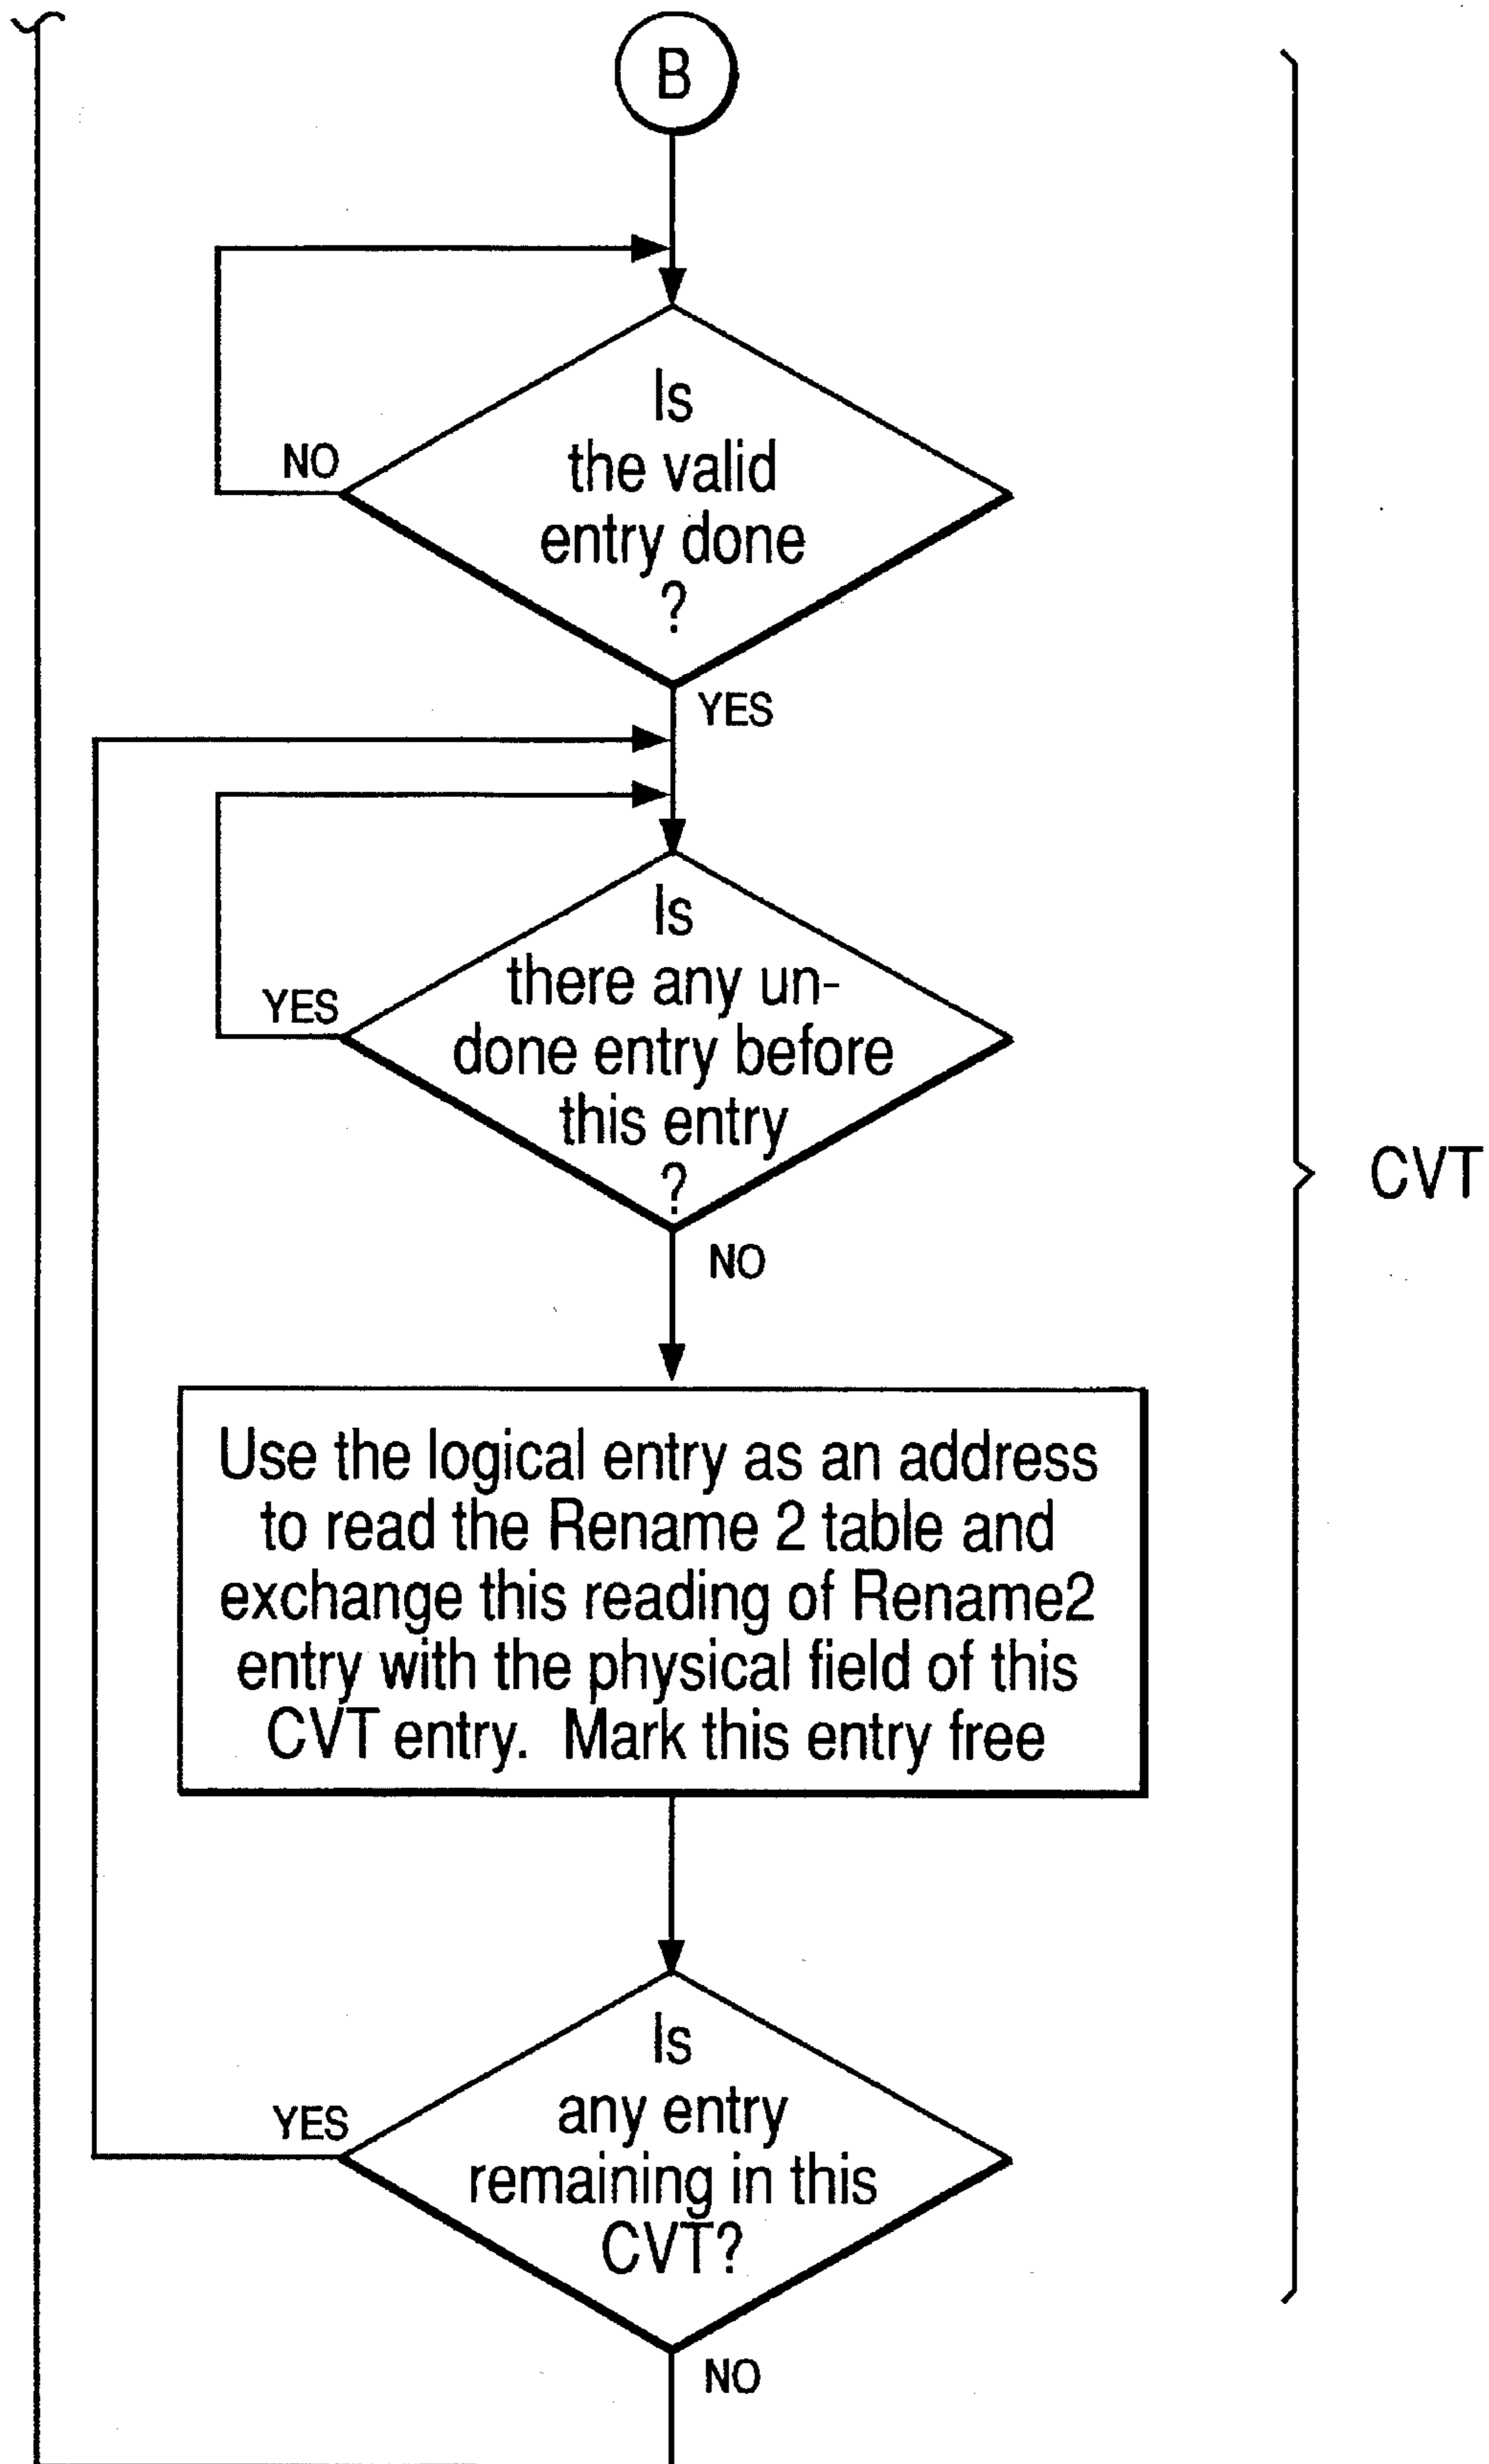 B
Is
the valid
entry done
?
NO
YES
Is
there any un-
done entry before
this entry
?
YES
NO
CVT
Use the logical entry as an address
to read the Rename 2 table and
exchange this reading of Rename2
entry with the physical field of this
CVT entry. Mark this entry free
Is
any entry
remaining in this
CVT?
YES
NO